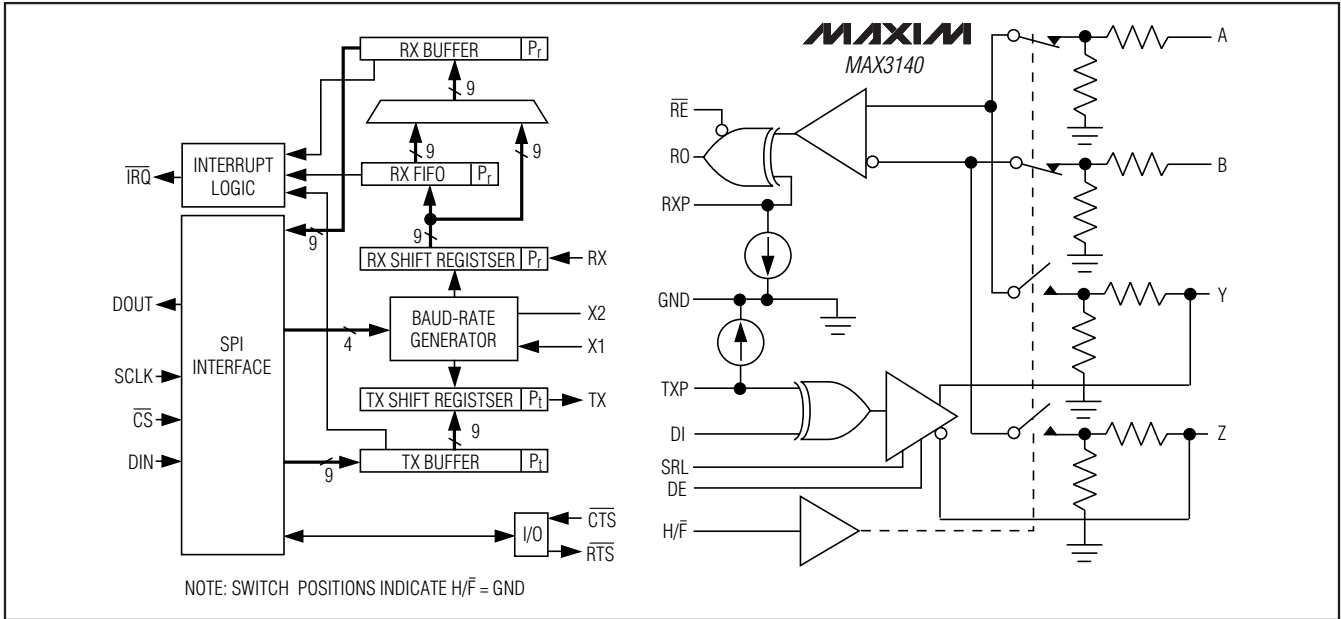 RX BUFFER
Pr
9
9
9
INTERRUPT
LOGIC
IRQ
RX FIFO
Pr
9
9
RX SHIFT REGISTSER
Pr
RX
DOUT
SPI
INTERFACE
4
BAUD-RATE
GENERATOR
X2
X1
SCLK
CS
DIN
TX SHIFT REGISTSER
Pt
TX
9
9
TX BUFFER
Pt
I/O
CTS
RTS
NOTE: SWITCH POSITIONS INDICATE H/F̅ = GND
MAXIM
MAX3140
R̅E̅
RO
RXP
GND
TXP
DI
SRL
DE
H/F̅
A
B
Y
Z